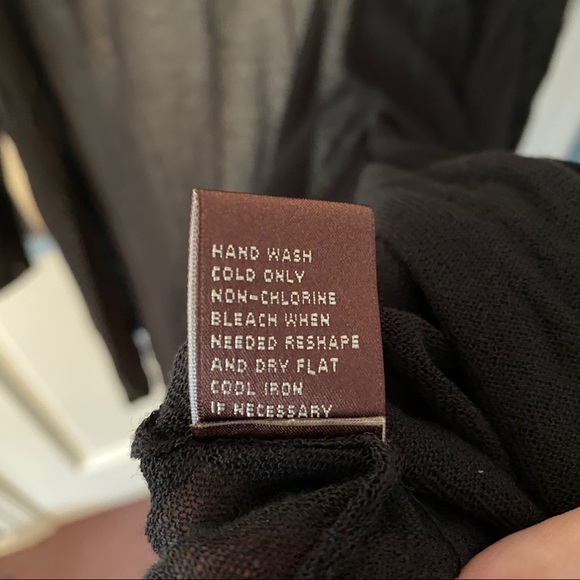 HAND WASH
COLD ONLY
NON-CHLORINE
BLEACH WHEN
NEEDED RESHAPE
AND DRY FLAT
COOL IRON
IF NECESSARY